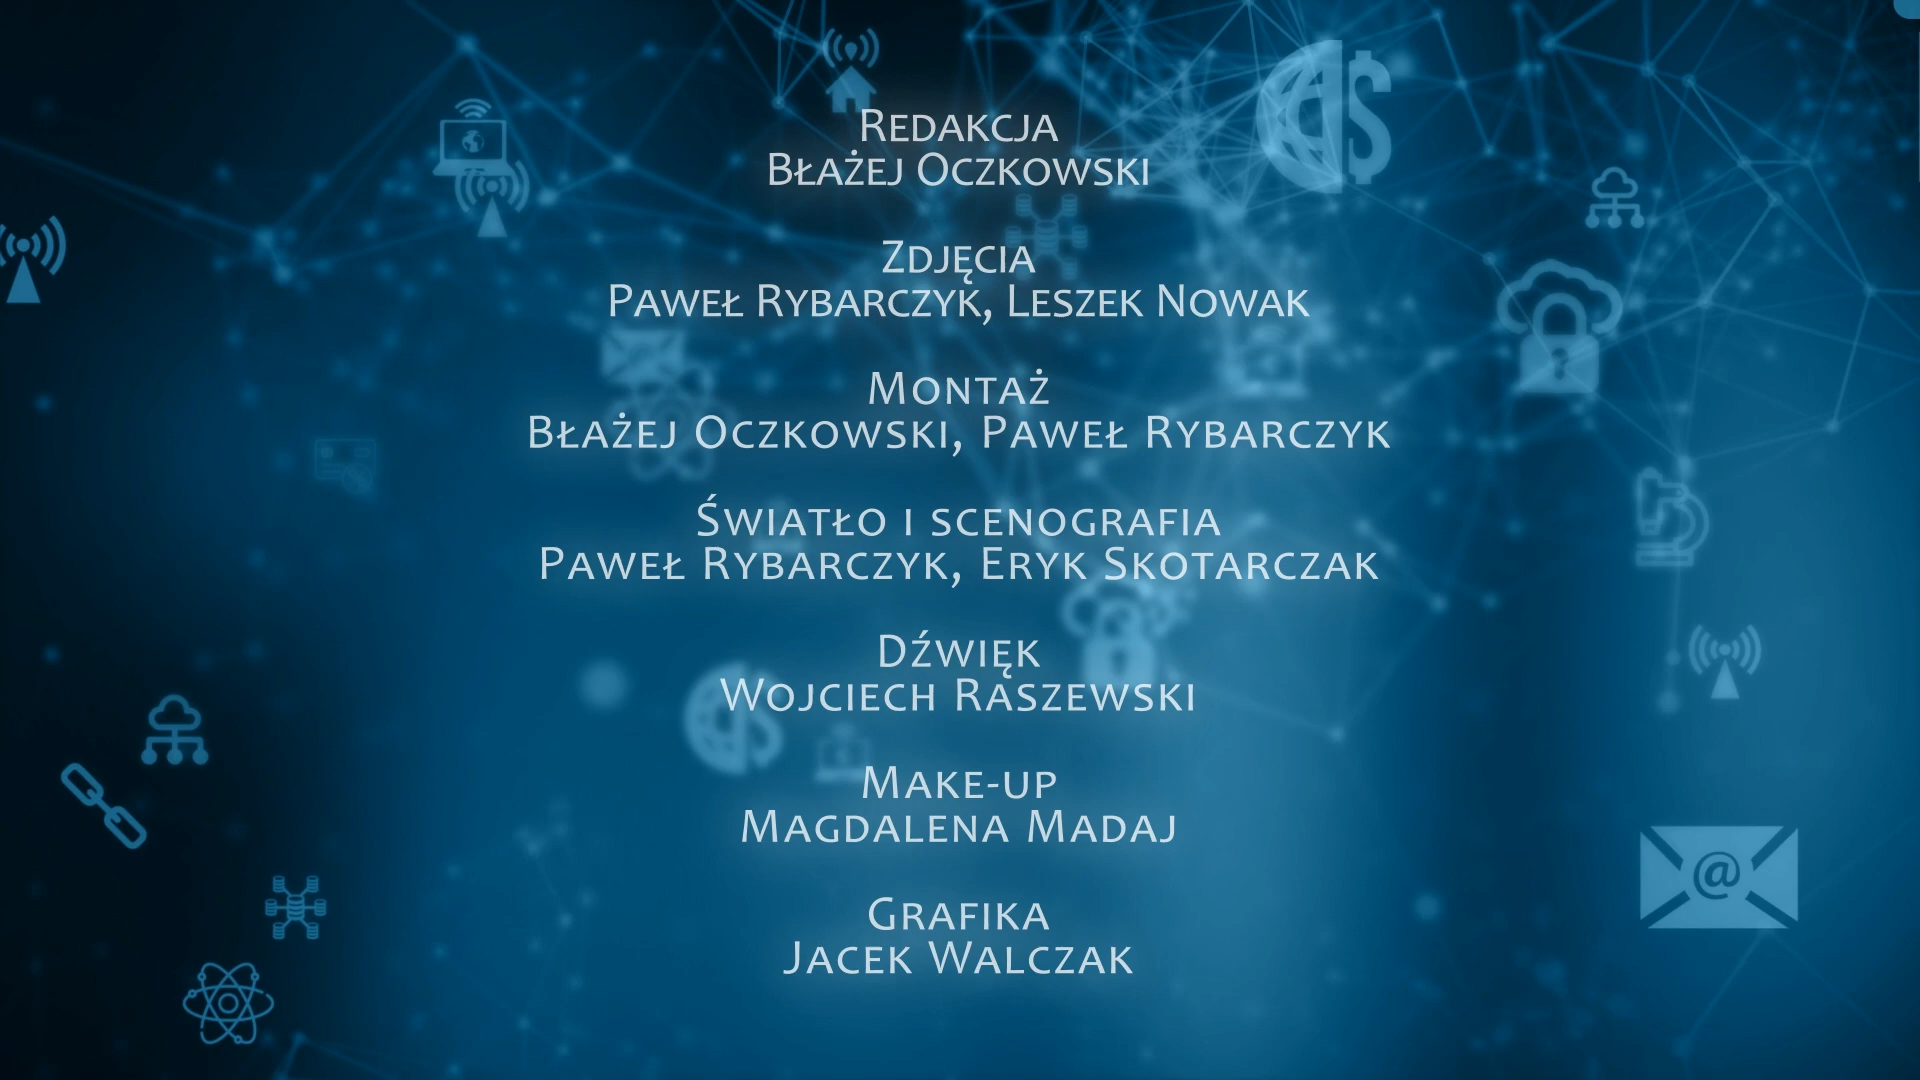 Redakcja
Błażej Oczkowski
Zdjęcia
Paweł Rybarczyk, Leszek Nowak
Montaż
Błażej Oczkowski, Paweł Rybarczyk
Światło i scenografia
Paweł Rybarczyk, Eryk Skotarczak
Dźwięk
Wojciech Raszewski
Make-up
Magdalena Madaj
Grafika
Jacek Walczak